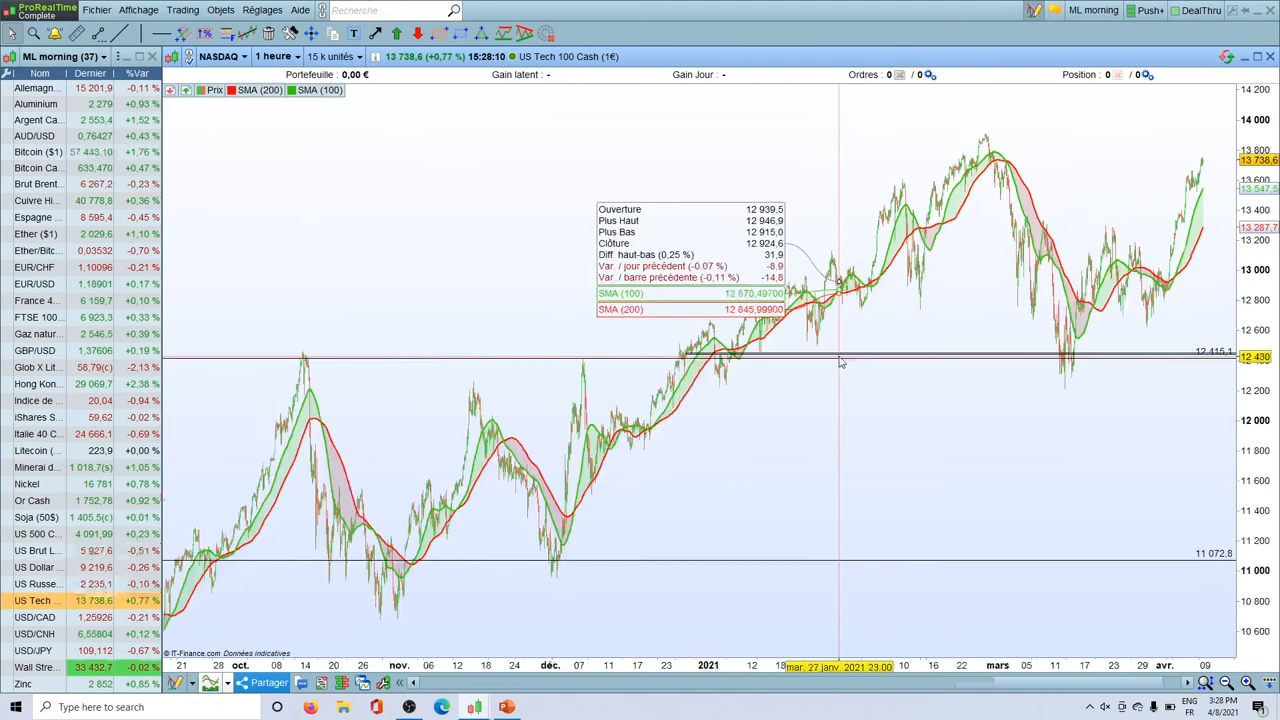 ProRealTime
Complete
Fichier Affichage Trading Objets Réglages Aide Recherche ... ML morning Push+ DealThru
ML morning (37) NASDAQ 1 heure 15 k unités 13 738,6 (+0,77 %) 15:28:10 US Tech 100 Cash (1€)
Nom Dernier %Var
Portefeuille : 0,00 € Gain latent : - Gain Jour : - Ordres : 0 / 0 Position : 0 / 0
Prix SMA (200) SMA (100)
Allemagn... 15 201,9 -0,11 %
Aluminium 2 279 +0,93 %
Argent Ca... 2 553,4 +1,52 %
AUD/USD 0,76427 +0,43 %
Bitcoin ($1) 57 443,10 +1,76 %
Bitcoin Ca... 633,470 +0,47 %
Brut Brent... 6 267,2 -0,23 %
Cuivre Hi... 40 778,8 +0,36 %
Espagne ... 8 595,4 -0,45 %
Ether ($1) 2 029,6 +1,10 %
Ether/Bitc... 0,03532 -0,70 %
EUR/CHF 1,10096 -0,21 %
EUR/USD 1,18901 +0,17 %
France 4... 6 159,7 +0,10 %
FTSE 100... 6 923,3 +0,33 %
Gaz natur... 2 546,5 +0,39 %
GBP/USD 1,37606 +0,19 %
Glob X Lit... 58,79(c) -2,13 %
Hong Kon... 29 069,7 +2,38 %
Indice de ... 20,04 -0,94 %
iShares S... 59,62 -0,02 %
Italie 40 C... 24 666,1 -0,69 %
Litecoin (... 223,9 +0,00 %
Minerai d... 1 018,7(s) +1,05 %
Nickel 16 781 +0,78 %
Or Cash 1 752,78 +0,92 %
Soja (50$) 1 405,5(c) +0,01 %
US 500 C... 4 091,99 +0,23 %
US Brut L... 5 927,6 -0,51 %
US Dollar ... 9 219,6 -0,26 %
US Russe... 2 235,1 -0,10 %
US Tech ... 13 738,6 +0,77 %
USD/CAD 1,25926 -0,21 %
USD/CNH 6,55804 +0,12 %
USD/JPY 109,112 -0,67 %
Wall Stre... 33 432,7 -0,02 %
Zinc 2 852 +0,85 %
Ouverture 12 939,5
Plus Haut 12 946,9
Plus Bas 12 915,0
Clôture 12 924,6
Diff. haut-bas (0,25 %) 31,9
Var. / jour précédent (-0 07 %) -8,9
Var. / barre précédente (-0,11 %) -14,8
SMA (100) 12 870,49700
SMA (200) 12 845,99900
14 200
14 000
13 800
13 738,6
13 600
13 547,5
13 400
13 287,7
13 200
13 000
12 800
12 600
12 415,1
12 430
12 200
12 000
11 800
11 600
11 400
11 200
11 072,8
11 000
10 800
10 600
© IT-Finance.com Données indicatives
21 28 oct. 14 08 14 20 26 nov. 06 12 18 24 déc. 07 11 17 23 2021 12 18 mar. 27 janv. 2021 23:00 10 16 22 mars 05 11 17 23 29 avr. 09
Partager
Type here to search
ENG
FR
3:28 PM
4/8/2021